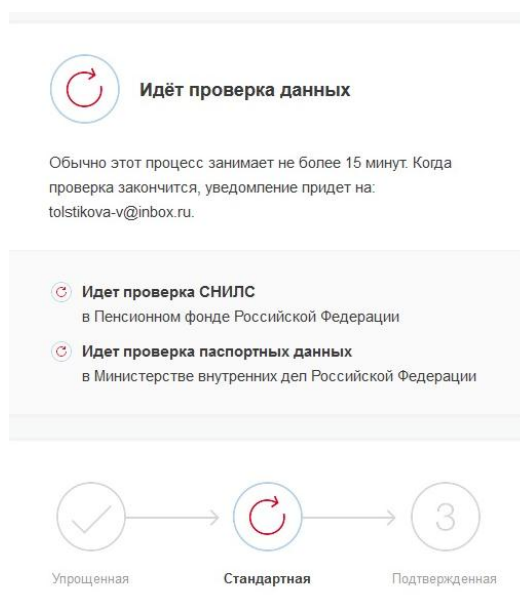 Идёт проверка данных
Обычно этот процесс занимает не более 15 минут. Когда
проверка закончится, уведомление придет на:
tolstikova-v@inbox.ru.
Идет проверка СНИЛС
в Пенсионном фонде Российской Федерации
Идет проверка паспортных данных
в Министерстве внутренних дел Российской Федерации
3
Упрощенная Стандартная Подтвержденная